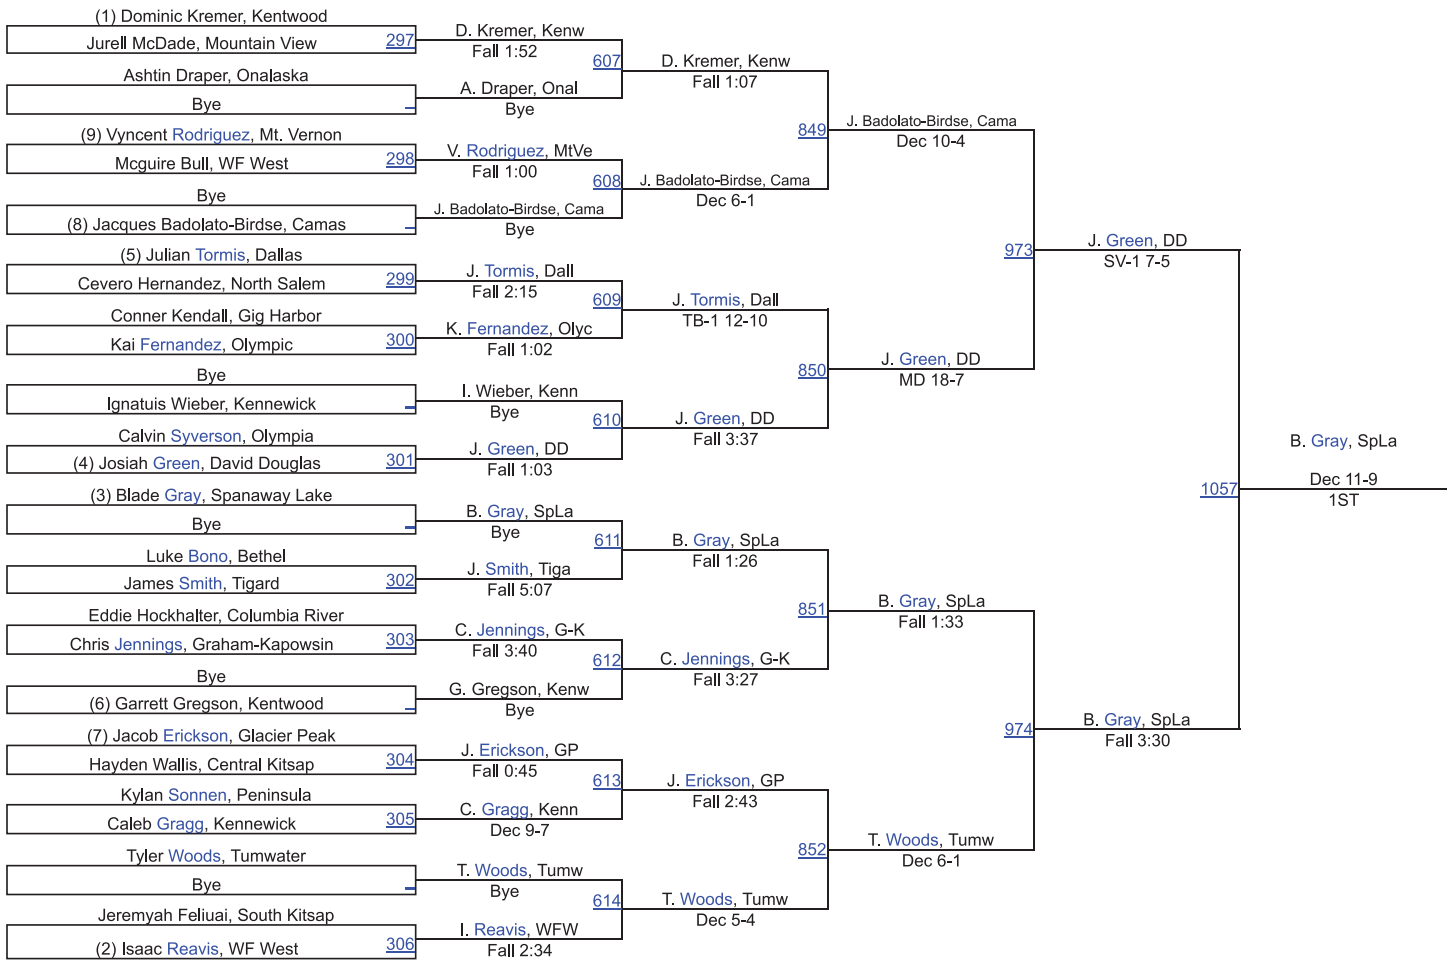 (1) Dominic Kremer, Kentwood
Jurell McDade, Mountain View
297
Ashtin Draper, Onalaska
Bye
(9) Vyncent Rodriguez, Mt. Vernon
Mcguire Bull, WF West
298
Bye
(8) Jacques Badolato-Birdse, Camas
(5) Julian Tormis, Dallas
Cevero Hernandez, North Salem
299
Conner Kendall, Gig Harbor
Kai Fernandez, Olympic
300
Bye
Ignatuis Wieber, Kennewick
Calvin Syverson, Olympia
(4) Josiah Green, David Douglas
301
(3) Blade Gray, Spanaway Lake
Bye
Luke Bono, Bethel
James Smith, Tigard
302
Eddie Hockhalter, Columbia River
Chris Jennings, Graham-Kapowsin
303
Bye
(6) Garrett Gregson, Kentwood
(7) Jacob Erickson, Glacier Peak
Hayden Wallis, Central Kitsap
304
Kylan Sonnen, Peninsula
Caleb Gragg, Kennewick
305
Tyler Woods, Tumwater
Bye
Jeremyah Feliuai, South Kitsap
(2) Isaac Reavis, WF West
306
D. Kremer, Kenw
Fall 1:52
607
A. Draper, Onal
Bye
V. Rodriguez, MtVe
Fall 1:00
608
J. Badolato-Birdse, Cama
Bye
J. Tormis, Dall
Fall 2:15
609
K. Fernandez, Olyc
Fall 1:02
I. Wieber, Kenn
Bye
610
J. Green, DD
Fall 1:03
B. Gray, SpLa
Bye
611
J. Smith, Tiga
Fall 5:07
C. Jennings, G-K
Fall 3:40
612
G. Gregson, Kenw
Bye
J. Erickson, GP
Fall 0:45
613
C. Gragg, Kenn
Dec 9-7
T. Woods, Tumw
Bye
614
I. Reavis, WFW
Fall 2:34
D. Kremer, Kenw
Fall 1:07
849
J. Badolato-Birdse, Cama
Dec 6-1
J. Tormis, Dall
TB-1 12-10
850
J. Green, DD
Fall 3:37
B. Gray, SpLa
Fall 1:26
851
C. Jennings, G-K
Fall 3:27
J. Erickson, GP
Fall 2:43
852
T. Woods, Tumw
Dec 5-4
J. Badolato-Birdse, Cama
Dec 10-4
973
J. Green, DD
MD 18-7
B. Gray, SpLa
Fall 1:33
974
T. Woods, Tumw
Dec 6-1
J. Green, DD
SV-1 7-5
1057
B. Gray, SpLa
Fall 3:30
B. Gray, SpLa
Dec 11-9
1ST